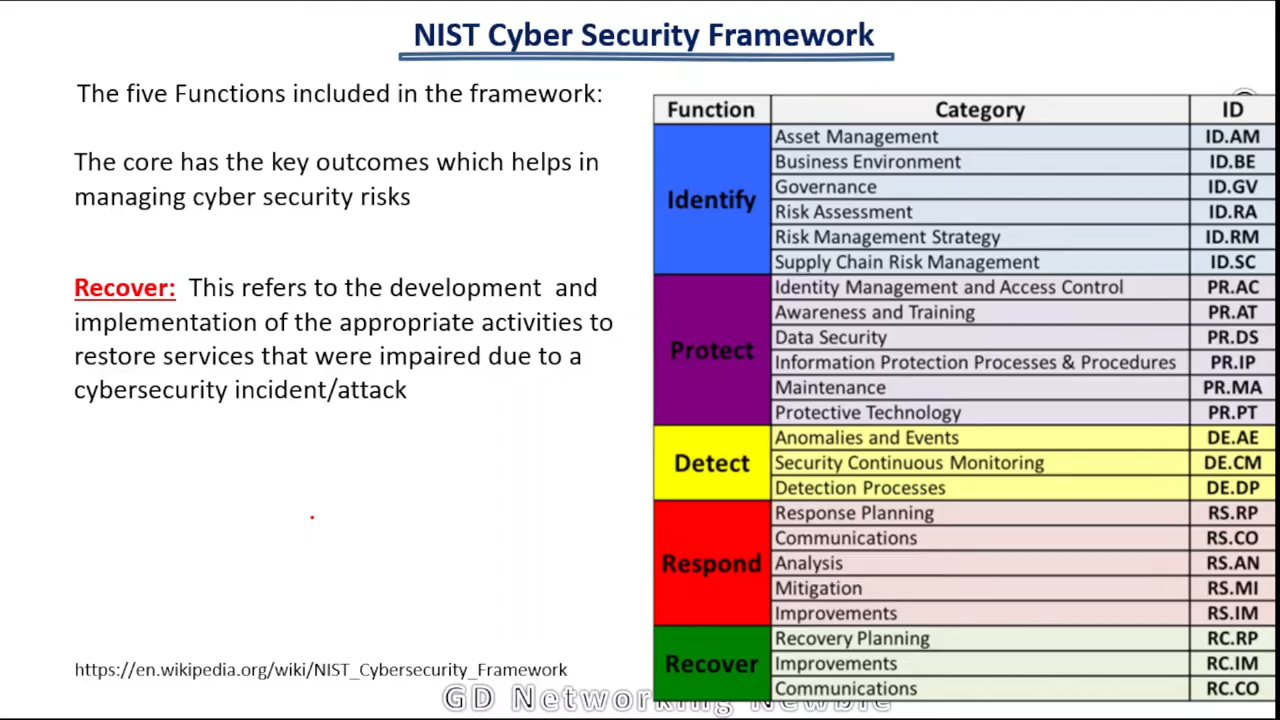 NIST Cyber Security Framework
The five Functions included in the framework:
The core has the key outcomes which helps in
managing cyber security risks
Recover: This refers to the development and
implementation of the appropriate activities to
restore services that were impaired due to a
cybersecurity incident/attack
https://en.wikipedia.org/wiki/NIST_Cybersecurity_Framework
Function Category ID
Identify
Asset Management ID.AM
Business Environment ID.BE
Governance ID.GV
Risk Assessment ID.RA
Risk Management Strategy ID.RM
Supply Chain Risk Management ID.SC
Protect
Identity Management and Access Control PR.AC
Awareness and Training PR.AT
Data Security PR.DS
Information Protection Processes & Procedures PR.IP
Maintenance PR.MA
Protective Technology PR.PT
Detect
Anomalies and Events DE.AE
Security Continuous Monitoring DE.CM
Detection Processes DE.DP
Respond
Response Planning RS.RP
Communications RS.CO
Analysis RS.AN
Mitigation RS.MI
Improvements RS.IM
Recover
Recovery Planning RC.RP
Improvements RC.IM
Communications RC.CO
GD Networking Newbie